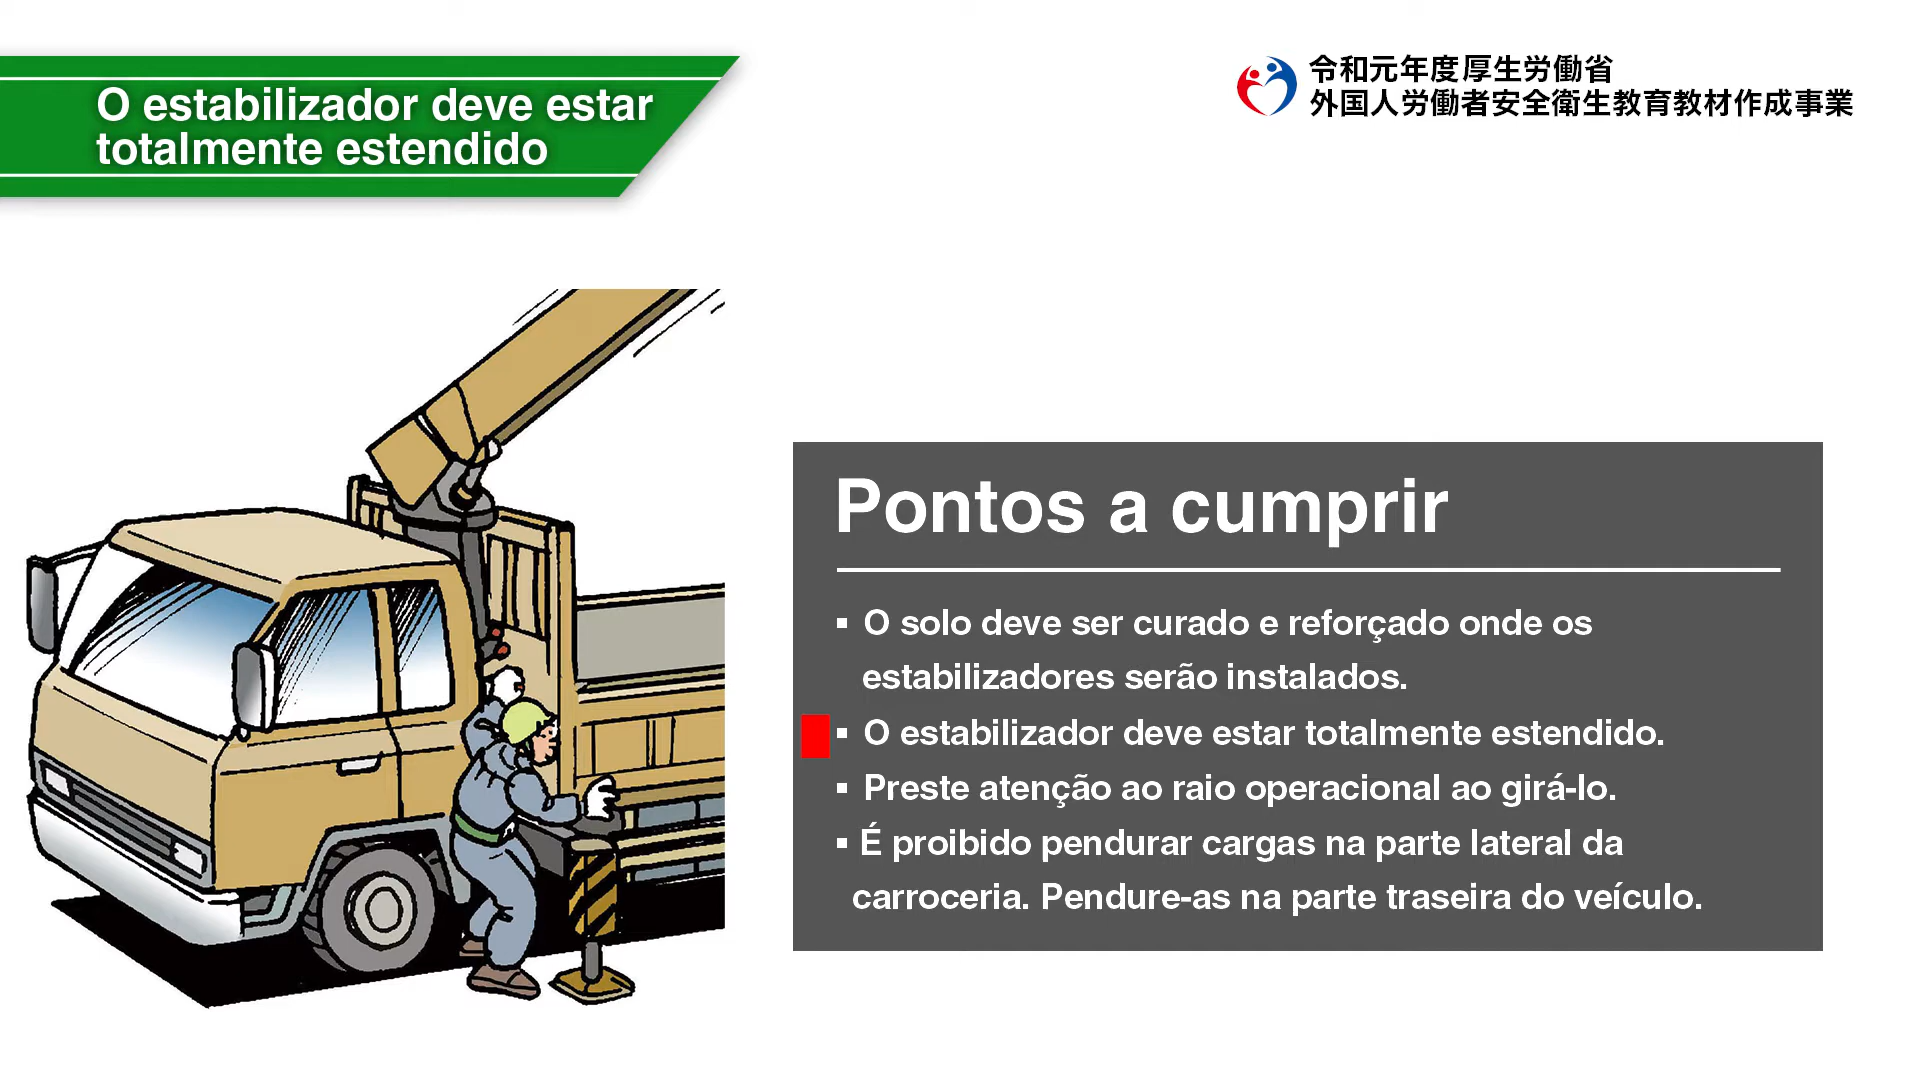 O estabilizador deve estar
totalmente estendido
令和元年度厚生労働省
外国人労働者安全衛生教育教材作成事業
Pontos a cumprir
▪ O solo deve ser curado e reforçado onde os
estabilizadores serão instalados.
▪ O estabilizador deve estar totalmente estendido.
▪ Preste atenção ao raio operacional ao girá-lo.
▪ É proibido pendurar cargas na parte lateral da
carroceria. Pendure-as na parte traseira do veículo.